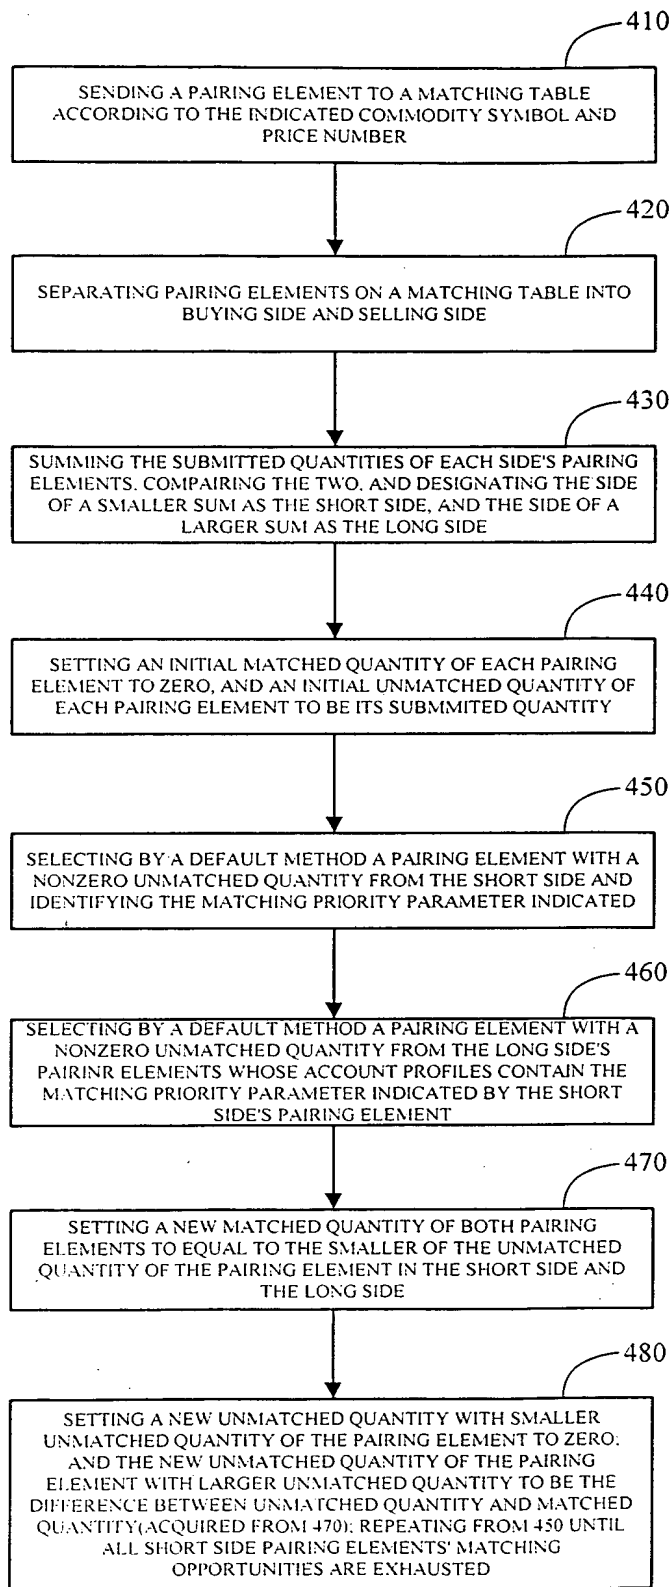 410
SENDING A PAIRING ELEMENT TO A MATCHING TABLE
ACCORDING TO THE INDICATED COMMODITY SYMBOL AND
PRICE NUMBER
420
SEPARATING PAIRING ELEMENTS ON A MATCHING TABLE INTO
BUYING SIDE AND SELLING SIDE
430
SUMMING THE SUBMITTED QUANTITIES OF EACH SIDE'S PAIRING
ELEMENTS, COMPAIRING THE TWO, AND DESIGNATING THE SIDE
OF A SMALLER SUM AS THE SHORT SIDE, AND THE SIDE OF A
LARGER SUM AS THE LONG SIDE
440
SETTING AN INITIAL MATCHED QUANTITY OF EACH PAIRING
ELEMENT TO ZERO, AND AN INITIAL UNMATCHED QUANTITY OF
EACH PAIRING ELEMENT TO BE ITS SUBMMITED QUANTITY
450
SELECTING BY A DEFAULT METHOD A PAIRING ELEMENT WITH A
NONZERO UNMATCHED QUANTITY FROM THE SHORT SIDE AND
IDENTIFYING THE MATCHING PRIORITY PARAMETER INDICATED
460
SELECTING BY A DEFAULT METHOD A PAIRING ELEMENT WITH A
NONZERO UNMATCHED QUANTITY FROM THE LONG SIDE'S
PAIRINR ELEMENTS WHOSE ACCOUNT PROFILES CONTAIN THE
MATCHING PRIORITY PARAMETER INDICATED BY THE SHORT
SIDE'S PAIRING ELEMENT
470
SETTING A NEW MATCHED QUANTITY OF BOTH PAIRING
ELEMENTS TO EQUAL TO THE SMALLER OF THE UNMATCHED
QUANTITY OF THE PAIRING ELEMENT IN THE SHORT SIDE AND
THE LONG SIDE
480
SETTING A NEW UNMATCHED QUANTITY WITH SMALLER
UNMATCHED QUANTITY OF THE PAIRING ELEMENT TO ZERO;
AND THE NEW UNMATCHED QUANTITY OF THE PAIRING
ELEMENT WITH LARGER UNMATCHED QUANTITY TO BE THE
DIFFERENCE BETWEEN UNMATCHED QUANTITY AND MATCHED
QUANTITY(ACQUIRED FROM 470); REPEATING FROM 450 UNTIL
ALL SHORT SIDE PAIRING ELEMENTS' MATCHING
OPPORTUNITIES ARE EXHAUSTED